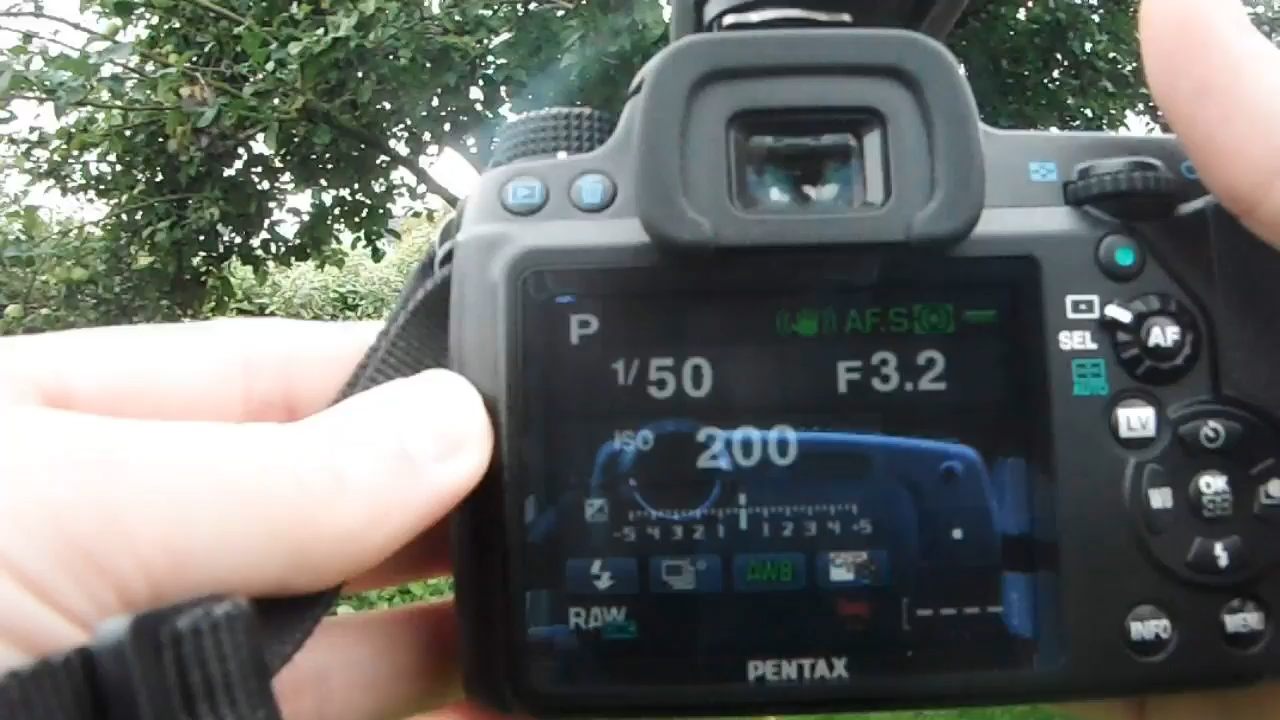 P AF.S
1/50 F3.2
ISO 200
-5 4 3 2 1 1 2 3 4 +5
AWB
RAW
PENTAX
SEL
AF
AUTO
LV
OK
INFO
MENU